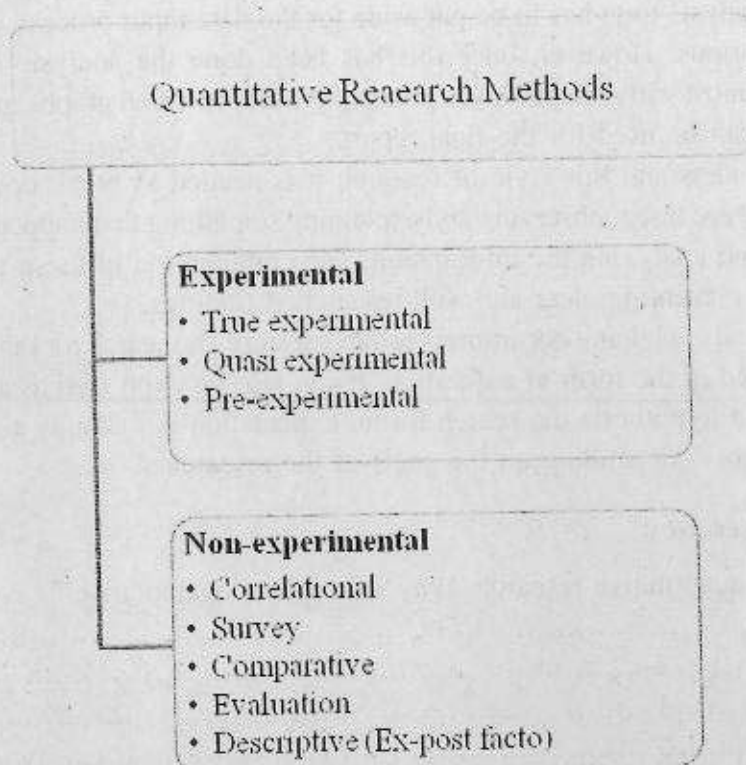 Quantitative Reaearch Methods
Experimental
• True experimental
• Quasi experimental
• Pre-experimental
Non-experimental
• Correlational
• Survey
• Comparative
• Evaluation
• Descriptive (Ex-post facto)